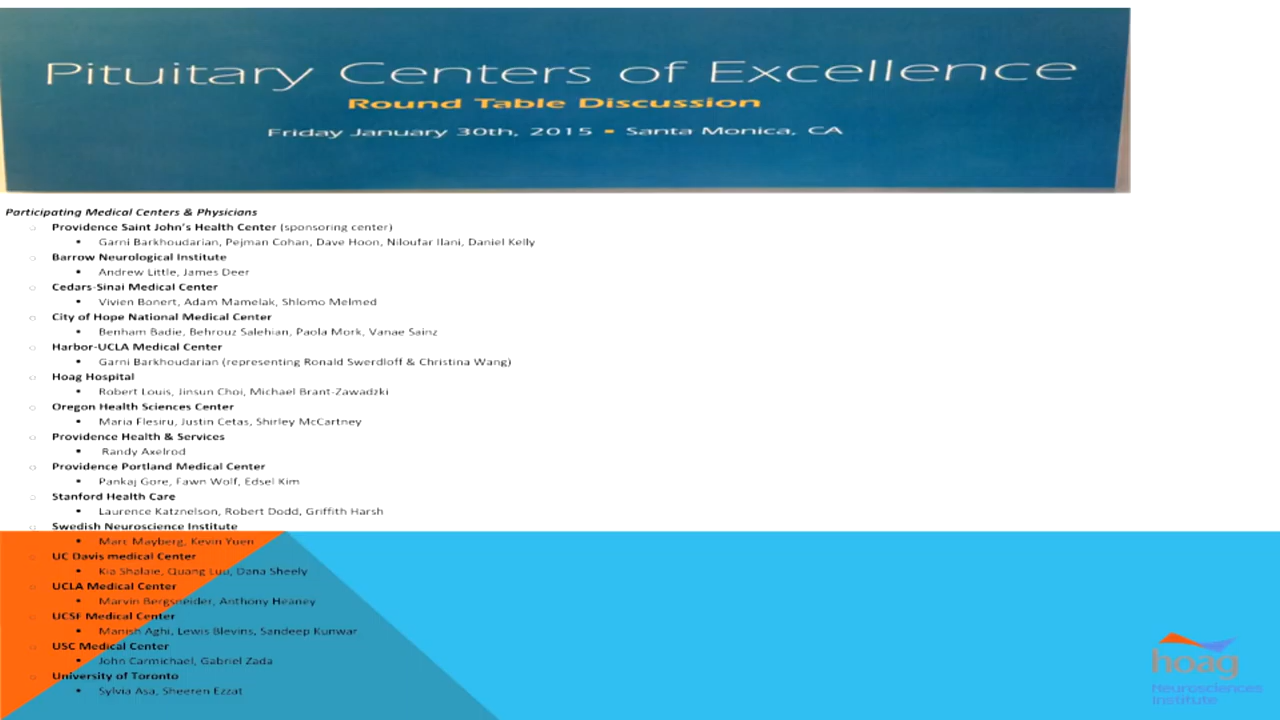 Pituitary Centers of Excellence
Round Table Discussion
Friday January 30th, 2015 • Santa Monica, CA
Participating Medical Centers & Physicians
○ Providence Saint John's Health Center (sponsoring center)
▪ Garni Barkhoudarian, Pejman Cohan, Dave Hoon, Niloufar Ilani, Daniel Kelly
○ Barrow Neurological Institute
▪ Andrew Little, James Deer
○ Cedars-Sinai Medical Center
▪ Vivien Bonert, Adam Mamelak, Shlomo Melmed
○ City of Hope National Medical Center
▪ Benham Badie, Behrouz Salehian, Paola Mork, Vanae Sainz
○ Harbor-UCLA Medical Center
▪ Garni Barkhoudarian (representing Ronald Swerdloff & Christina Wang)
○ Hoag Hospital
▪ Robert Louis, Jinsun Choi, Michael Brant-Zawadzki
○ Oregon Health Sciences Center
▪ Maria Flesiru, Justin Cetas, Shirley McCartney
○ Providence Health & Services
▪ Randy Axelrod
○ Providence Portland Medical Center
▪ Pankaj Gore, Fawn Wolf, Edsel Kim
○ Stanford Health Care
▪ Laurence Katznelson, Robert Dodd, Griffith Harsh
○ Swedish Neuroscience Institute
▪ Marc Mayberg, Kevin Yuen
○ UC Davis medical Center
▪ Kia Shalaie, Quang Luu, Dana Sheely
○ UCLA Medical Center
▪ Marvin Bergsneider, Anthony Heaney
○ UCSF Medical Center
▪ Manish Aghi, Lewis Blevins, Sandeep Kunwar
○ USC Medical Center
▪ John Carmichael, Gabriel Zada
○ University of Toronto
▪ Sylvia Asa, Sheeren Ezzat
hoag
Neurosciences
Institute